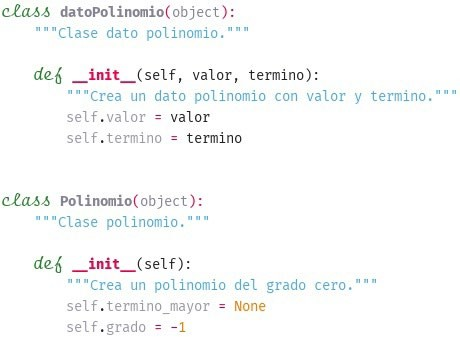 class datoPolinomio(object):
    """Clase dato polinomio."""
    def __init__(self, valor, termino):
        """Crea un dato polinomio con valor y termino."""
        self.valor = valor
        self.termino = termino
class Polinomio(object):
    """Clase polinomio."""
    def __init__(self):
        """Crea un polinomio del grado cero."""
        self.termino_mayor = None
        self.grado = -1